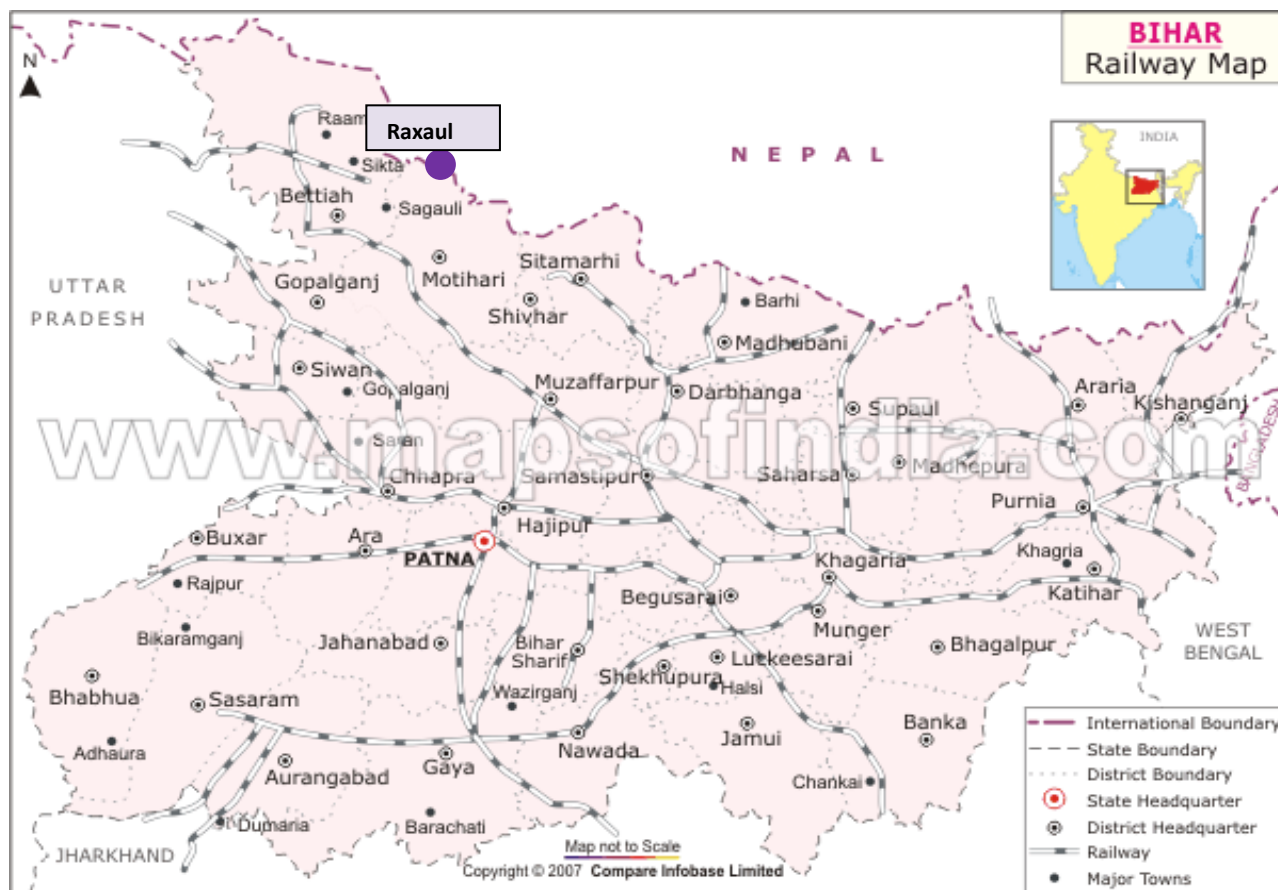 BIHAR
Railway Map
N
Raam
Raxaul
Sikta
NEPAL
INDIA
Bettiah
Sagauli
Motihari
Sitamarhi
UTTAR
PRADESH
Gopalganj
Shivhar
Barhi
Madhubani
Siwan
Gopalganj
Muzaffarpur
Darbhanga
Supaul
Araria
Kishanganj
BANGLADESH
www.mapsofindia.com
Saran
Chhapra
Samastipur
Saharsa
Madhepura
Purnia
Hajipur
Buxar
Ara
PATNA
Khagaria
Khagria
Katihar
Rajpur
Begusarai
Munger
Bikaramganj
Jahanabad
Bihar
Sharif
Luckeesarai
Bhagalpur
WEST
BENGAL
Bhabhua
Sasaram
Wazirganj
Shekhupura
Halsi
Adhaura
Aurangabad
Gaya
Nawada
Jamui
Banka
Chankai
Dumaria
Barachati
JHARKHAND
Map not to Scale
Copyright © 2007 Compare Infobase Limited
International Boundary
State Boundary
District Boundary
State Headquarter
District Headquarter
Railway
Major Towns